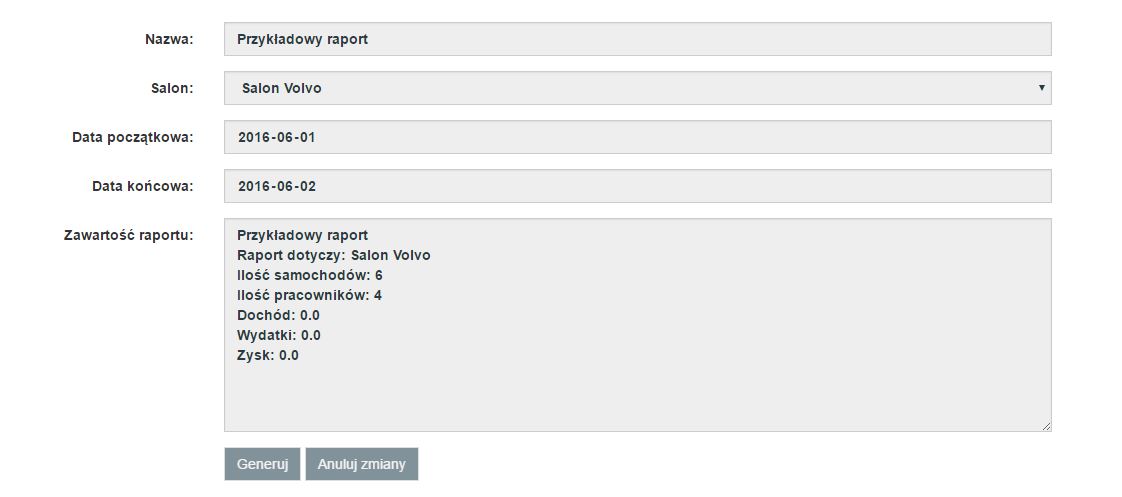 Nazwa: Przykładowy raport
Salon: Salon Volvo
Data początkowa: 2016-06-01
Data końcowa: 2016-06-02
Zawartość raportu: Przykładowy raport
Raport dotyczy: Salon Volvo
Ilość samochodów: 6
Ilość pracowników: 4
Dochód: 0.0
Wydatki: 0.0
Zysk: 0.0
Generuj Anuluj zmiany